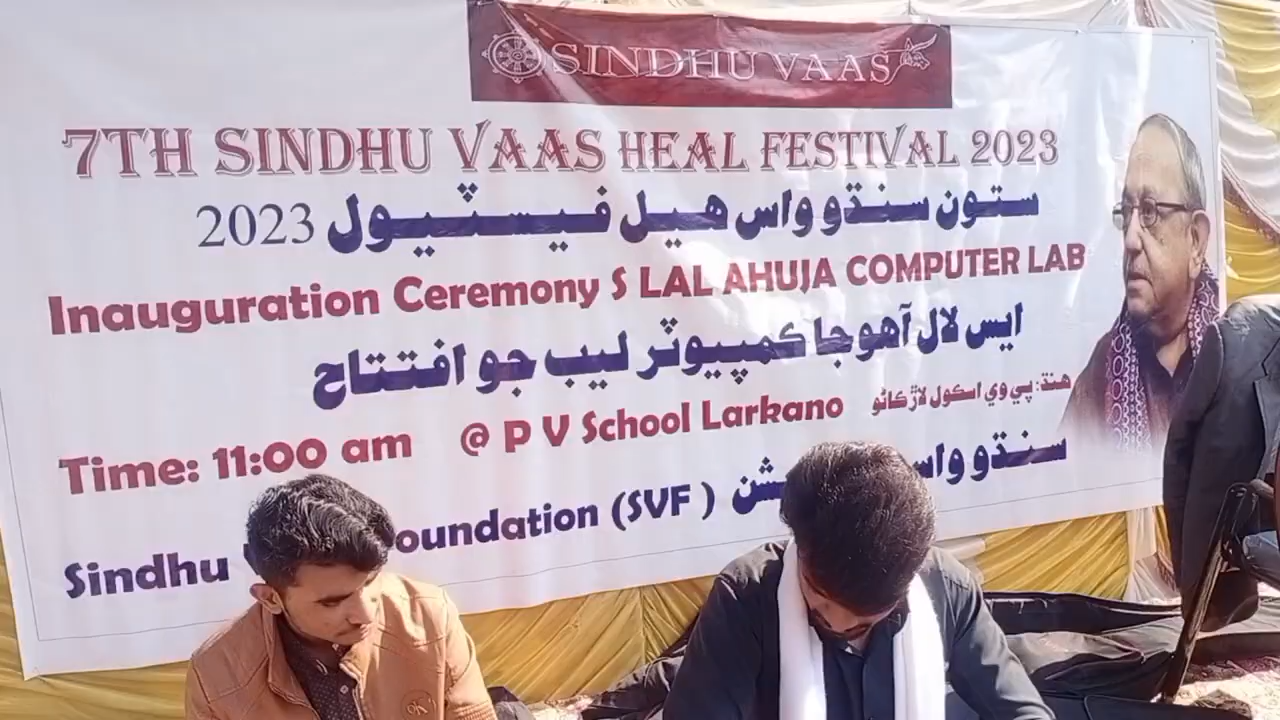 SINDHU VAAS
7TH SINDHU VAAS HEAL FESTIVAL 2023
ستون سنڌو واس هيل فيسٽيول 2023
Inauguration Ceremony S LAL AHUJA COMPUTER LAB
ايس لال آهوجا ڪمپيوٽر ليب جو افتتاح
Time: 11:00 am @ P V School Larkano هنڌ: پي وي اسڪول لاڙڪاڻو
Sindhu oundation (SVF ) سنڌو واس